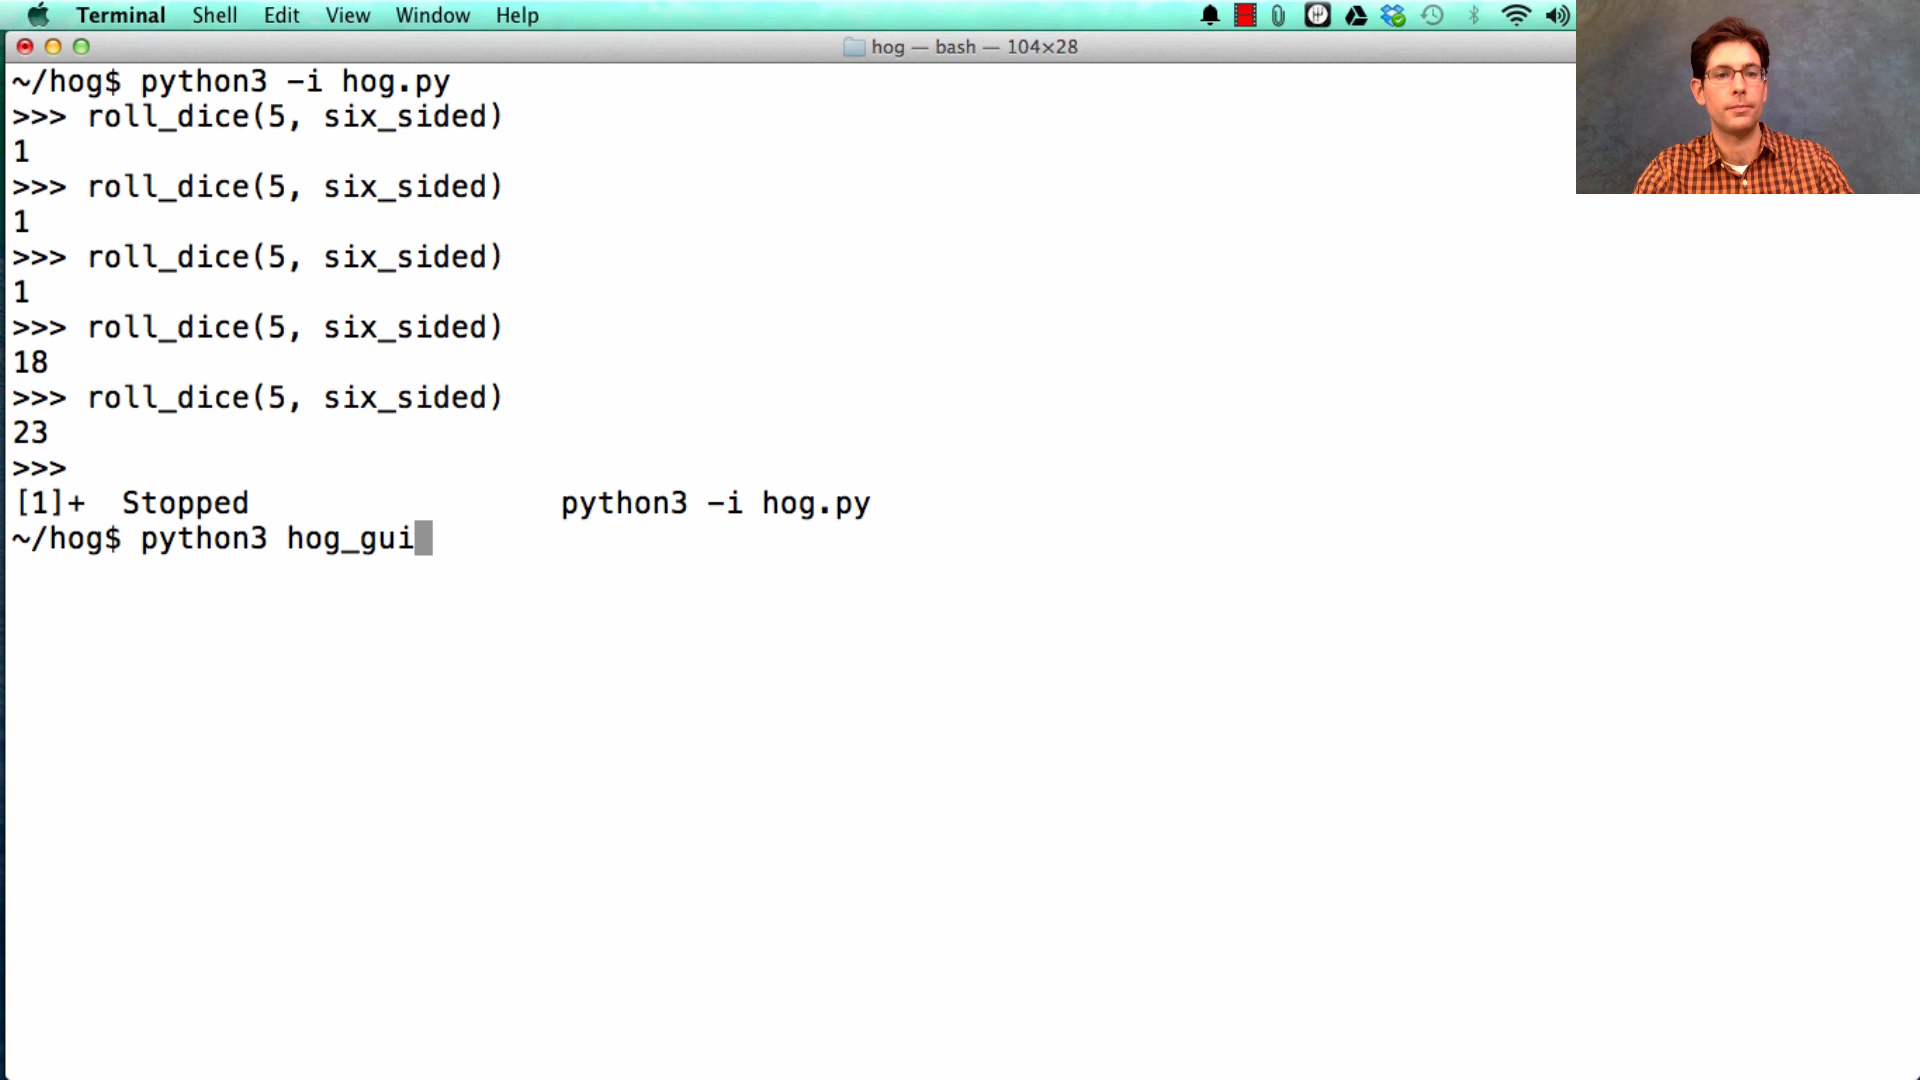 Terminal Shell Edit View Window Help
hog — bash — 104×28
~/hog$ python3 -i hog.py
>>> roll_dice(5, six_sided)
1
>>> roll_dice(5, six_sided)
1
>>> roll_dice(5, six_sided)
1
>>> roll_dice(5, six_sided)
18
>>> roll_dice(5, six_sided)
23
>>>
[1]+  Stopped                 python3 -i hog.py
~/hog$ python3 hog_gui